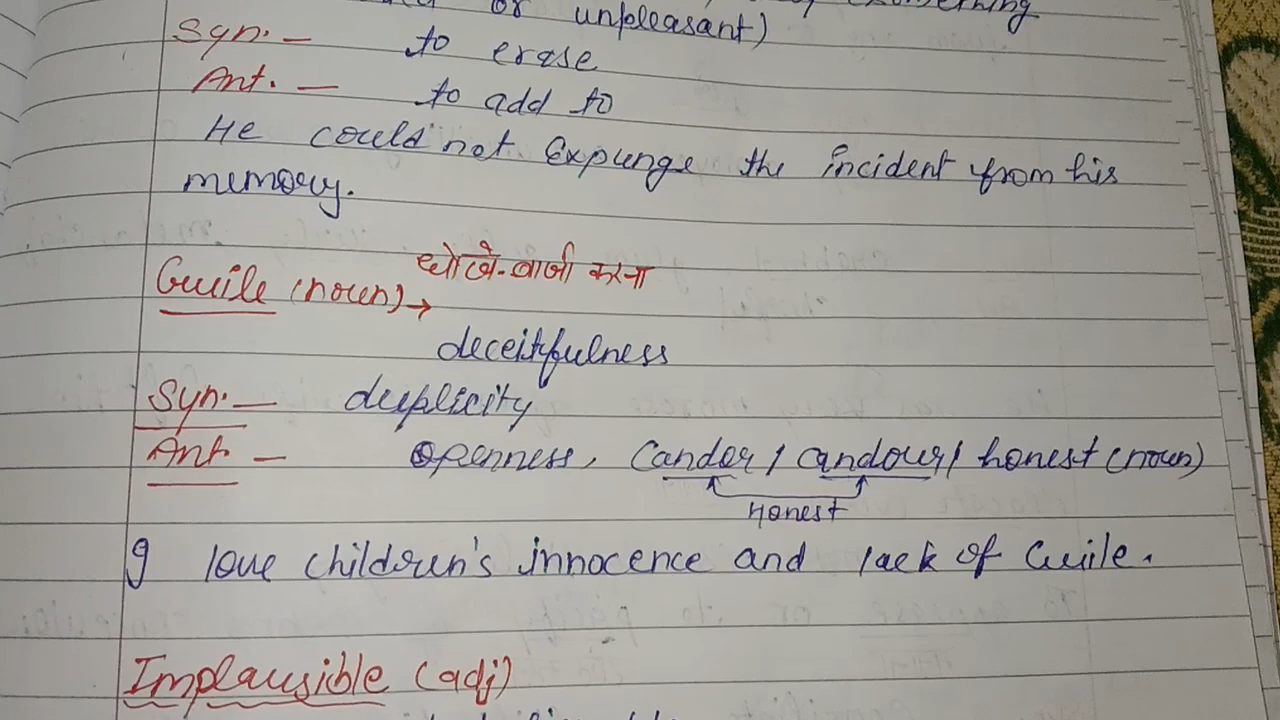 or unpleasant)
Syn. - to erase
Ant. - to add to
He could not Expunge the incident from his
memory.
Guile (noun) → धोखे-बाजी करना
deceitfulness
Syn. - duplicity
Ant - openness, Candor / candour / honest (noun)
Honest
I love children's innocence and lack of Guile.
Implausible (adj)